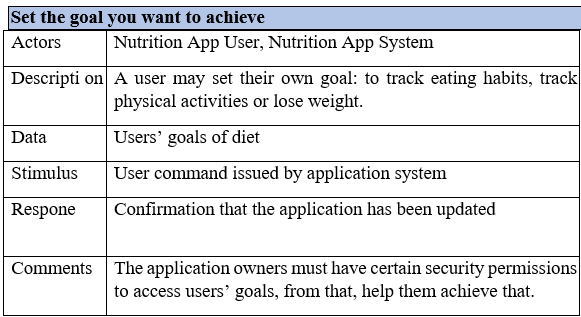 Set the goal you want to achieve
Actors Nutrition App User, Nutrition App System
Descripti on A user may set their own goal: to track eating habits, track
physical activities or lose weight.
Data Users’ goals of diet
Stimulus User command issued by application system
Respone Confirmation that the application has been updated
Comments The application owners must have certain security permissions
to access users’ goals, from that, help them achieve that.